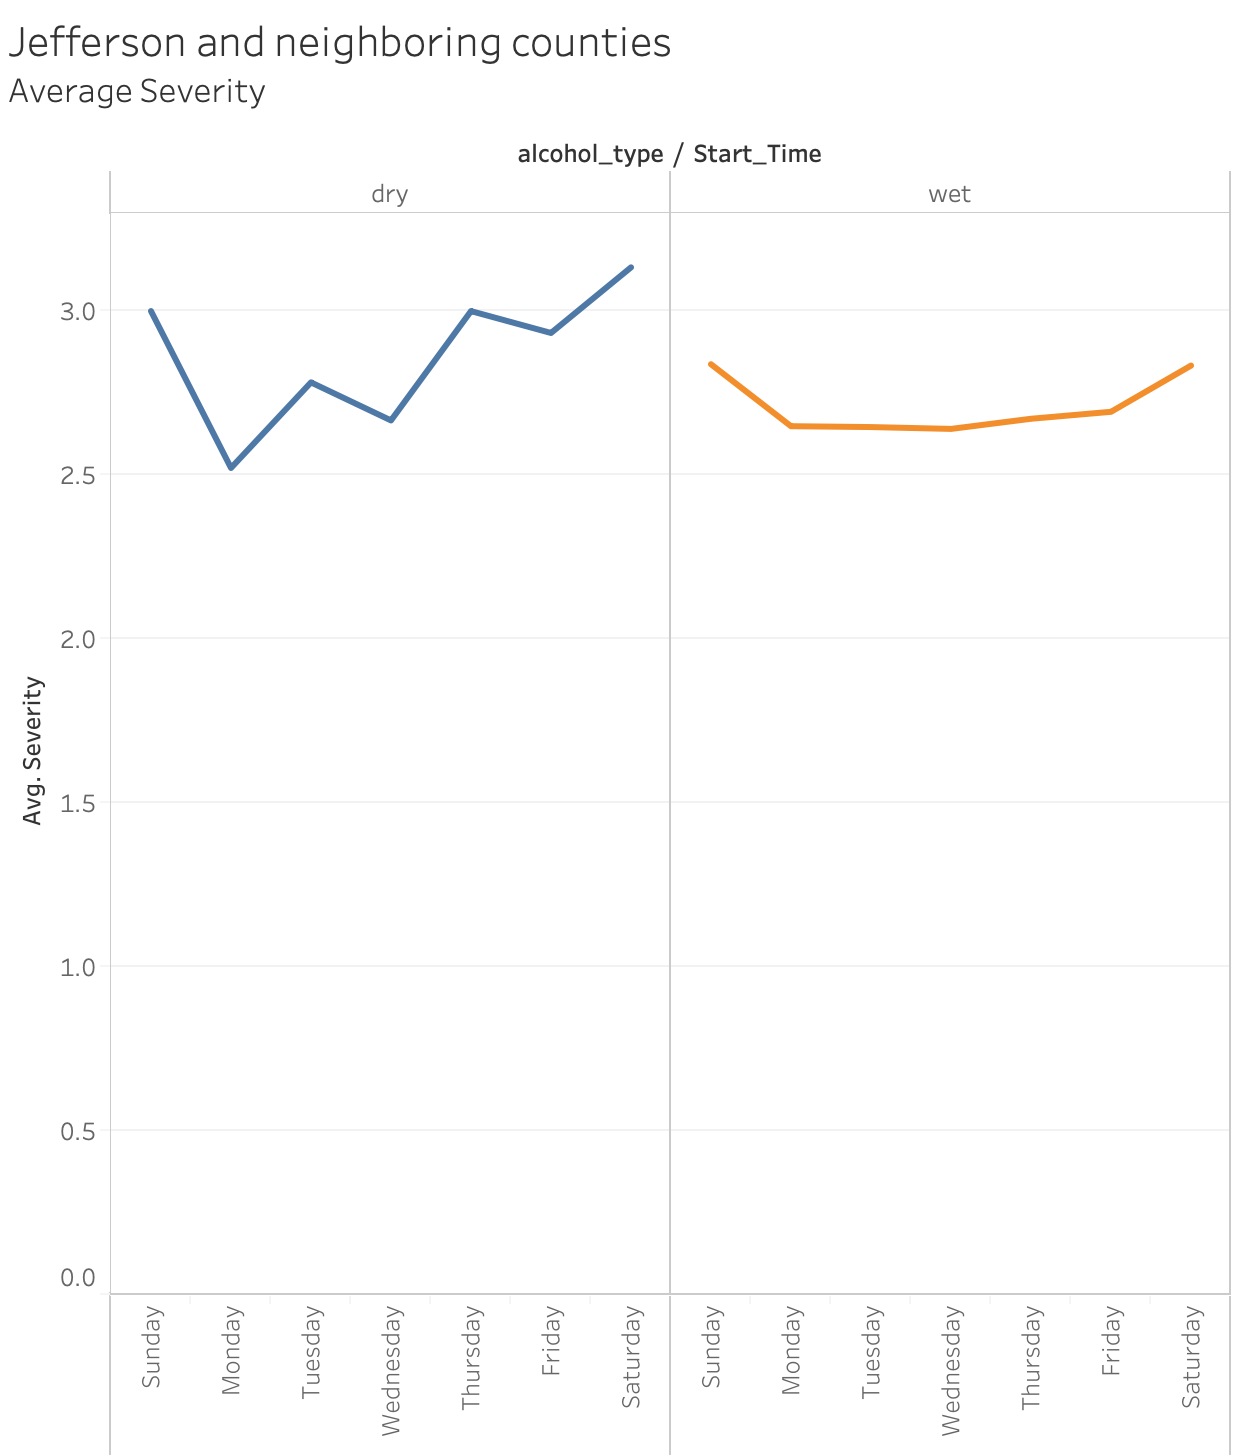 Jefferson and neighboring counties
Average Severity
alcohol_type / Start_Time
dry wet
3.0
2.5
2.0
1.5
1.0
0.5
0.0
Avg. Severity
Sunday Monday Tuesday Wednesday Thursday Friday Saturday Sunday Monday Tuesday Wednesday Thursday Friday Saturday